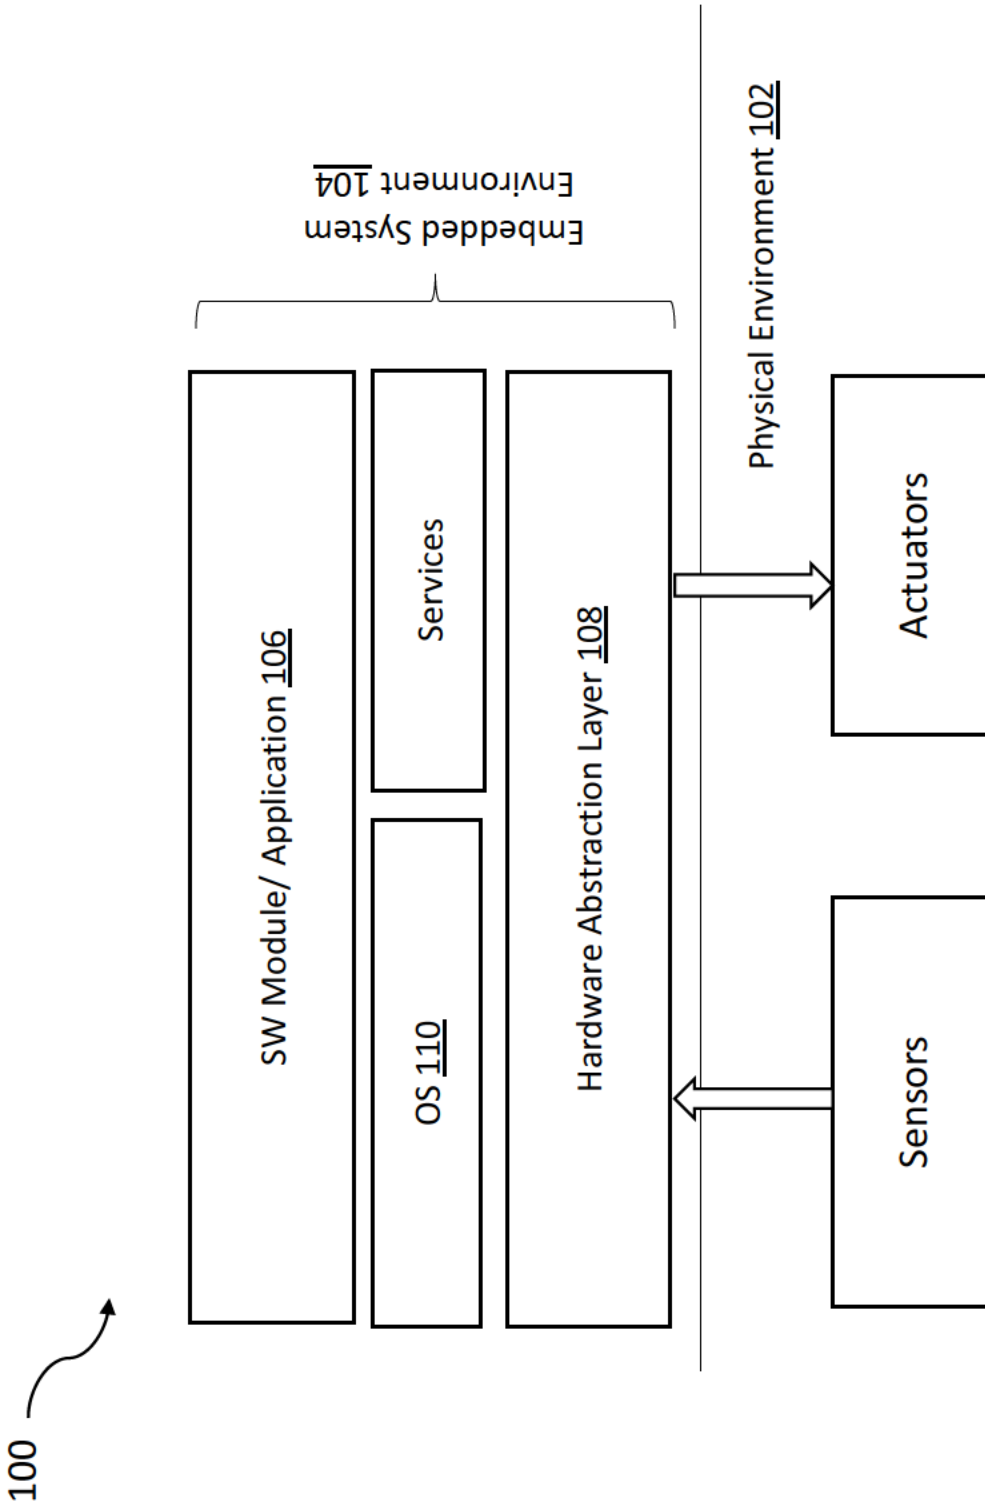 100
SW Module/ Application 106
OS 110
Services
Hardware Abstraction Layer 108
Embedded System
Environment 104
Physical Environment 102
Sensors
Actuators